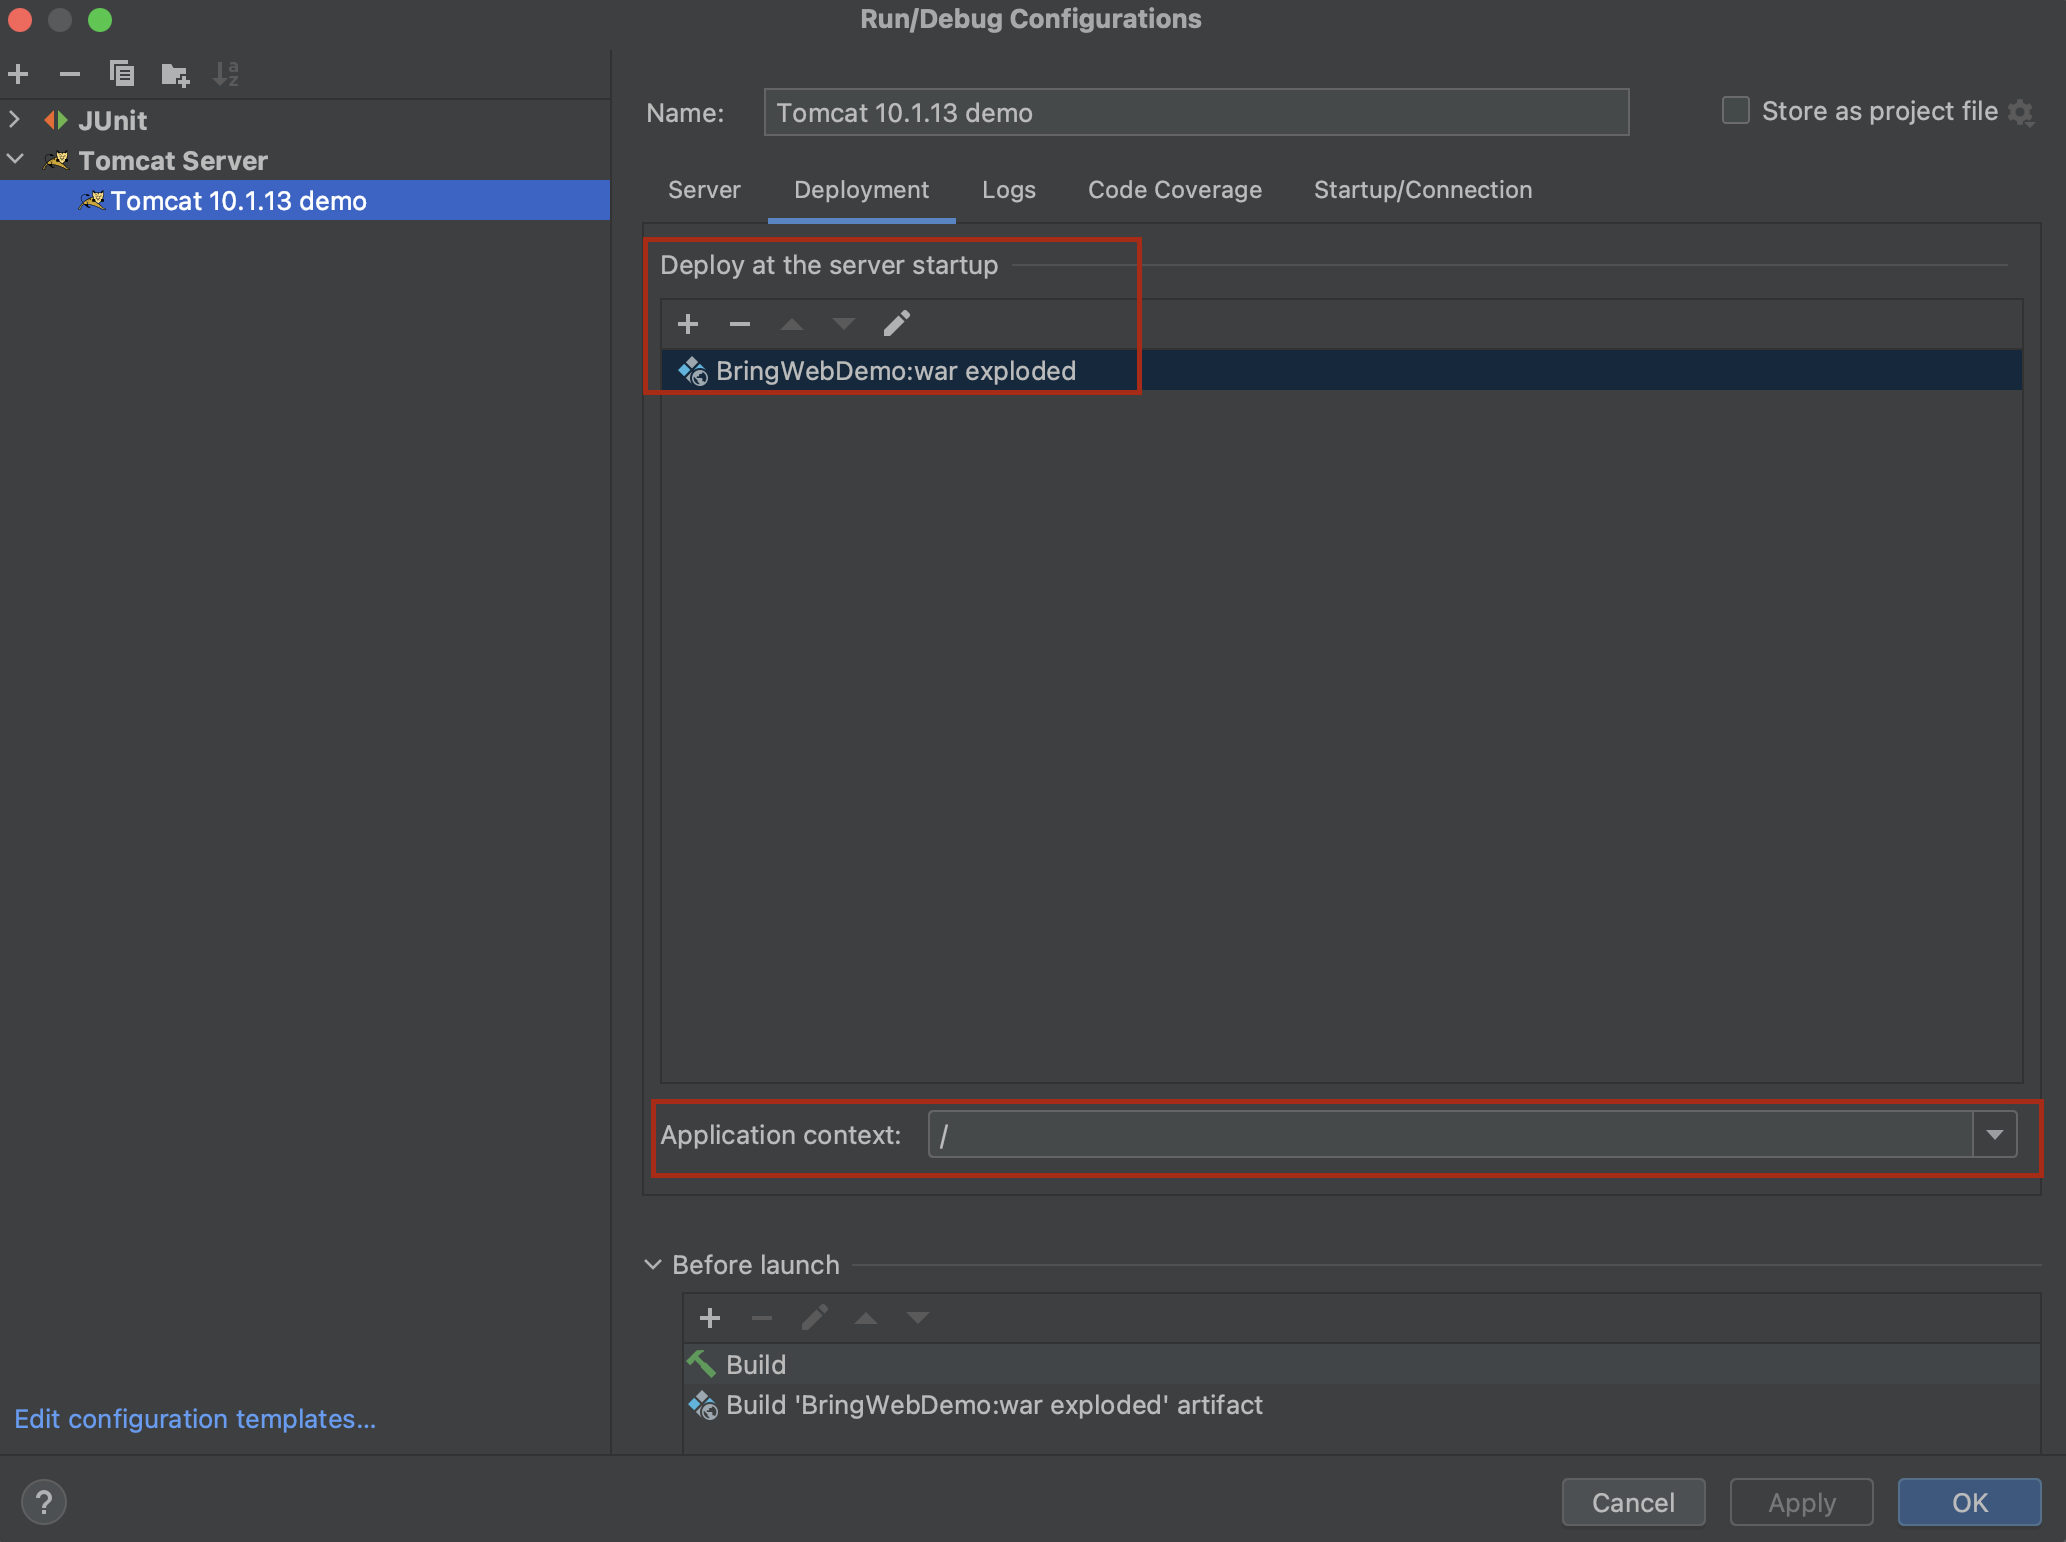 Run/Debug Configurations
JUnit
Tomcat Server
Tomcat 10.1.13 demo
Edit configuration templates...
Name: Tomcat 10.1.13 demo
Store as project file
Server Deployment Logs Code Coverage Startup/Connection
Deploy at the server startup
BringWebDemo:war exploded
Application context: /
Before launch
Build
Build 'BringWebDemo:war exploded' artifact
? Cancel Apply OK